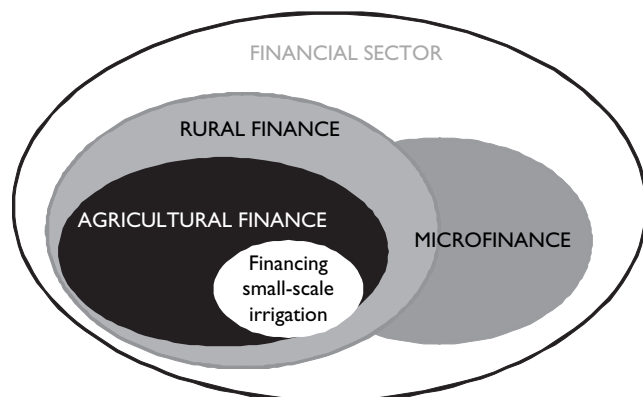 FINANCIAL SECTOR
RURAL FINANCE
AGRICULTURAL FINANCE
MICROFINANCE
Financing
small-scale
irrigation